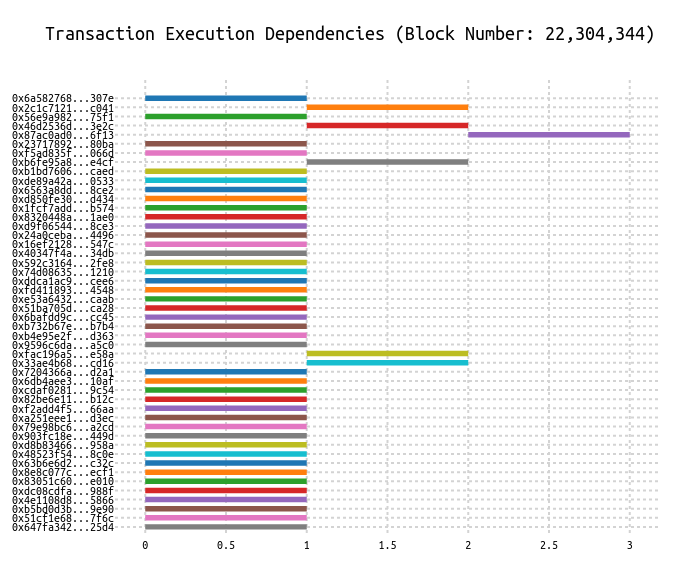 Transaction Execution Dependencies (Block Number: 22,304,344)
0x6a582768...307e
0x2c1c7121...c041
0x56e9a982...75f1
0x46d2536d...3e2c
0x87ac0ad0...6f13
0x23717892...80ba
0xf5ad835f...066d
0xb6fe95a8...e4cf
0xb1bd7606...caed
0xde89a42a...0533
0x6563a8dd...8ce2
0xd850fe30...d434
0x1fcf7add...b574
0x8320448a...1ae0
0xd9f06544...8ce3
0x24a0ceba...4496
0x16ef2128...547c
0x40347f4a...34db
0x592c3164...2fe8
0x74d08635...1210
0xddca1ac9...cee6
0xfd411893...4548
0xe53a6432...caab
0x51ba705d...ca28
0x6bafdd9c...cc45
0xb732b67e...b7b4
0xb4e95e2f...d363
0x9596c6da...a5c0
0xfac196a5...e58a
0x33ae4b68...cd16
0x7204366a...d2a1
0x6db4aee3...10af
0xcdaf0281...9c54
0x82be6e11...b12c
0xf2add4f5...66aa
0xa251eee1...d3ec
0x79e98bc6...a2cd
0x903fc18e...449d
0xd8b83466...958a
0x48523f54...8c0e
0x63b6e6d2...c32c
0x8e8c077c...ecf1
0x83051c60...e010
0xdc08cdfa...988f
0x4e1108d8...5866
0xb5bd0d3b...9e90
0x51cf1e68...7f6c
0x647fa342...25d4
0 0.5 1 1.5 2 2.5 3